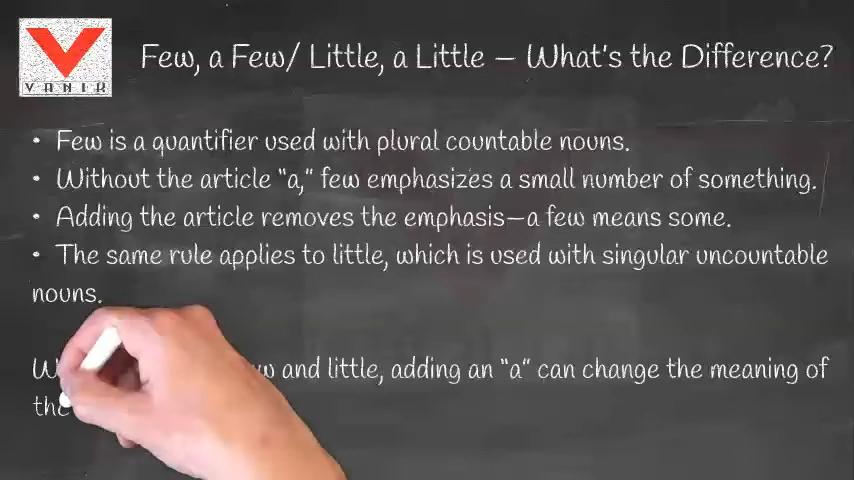 VANIK
Few, a Few/ Little, a Little – What's the Difference?
• Few is a quantifier used with plural countable nouns.
• Without the article "a," few emphasizes a small number of something.
• Adding the article removes the emphasis—a few means some.
• The same rule applies to little, which is used with singular uncountable
nouns.
and little, adding an "a" can change the meaning of
the